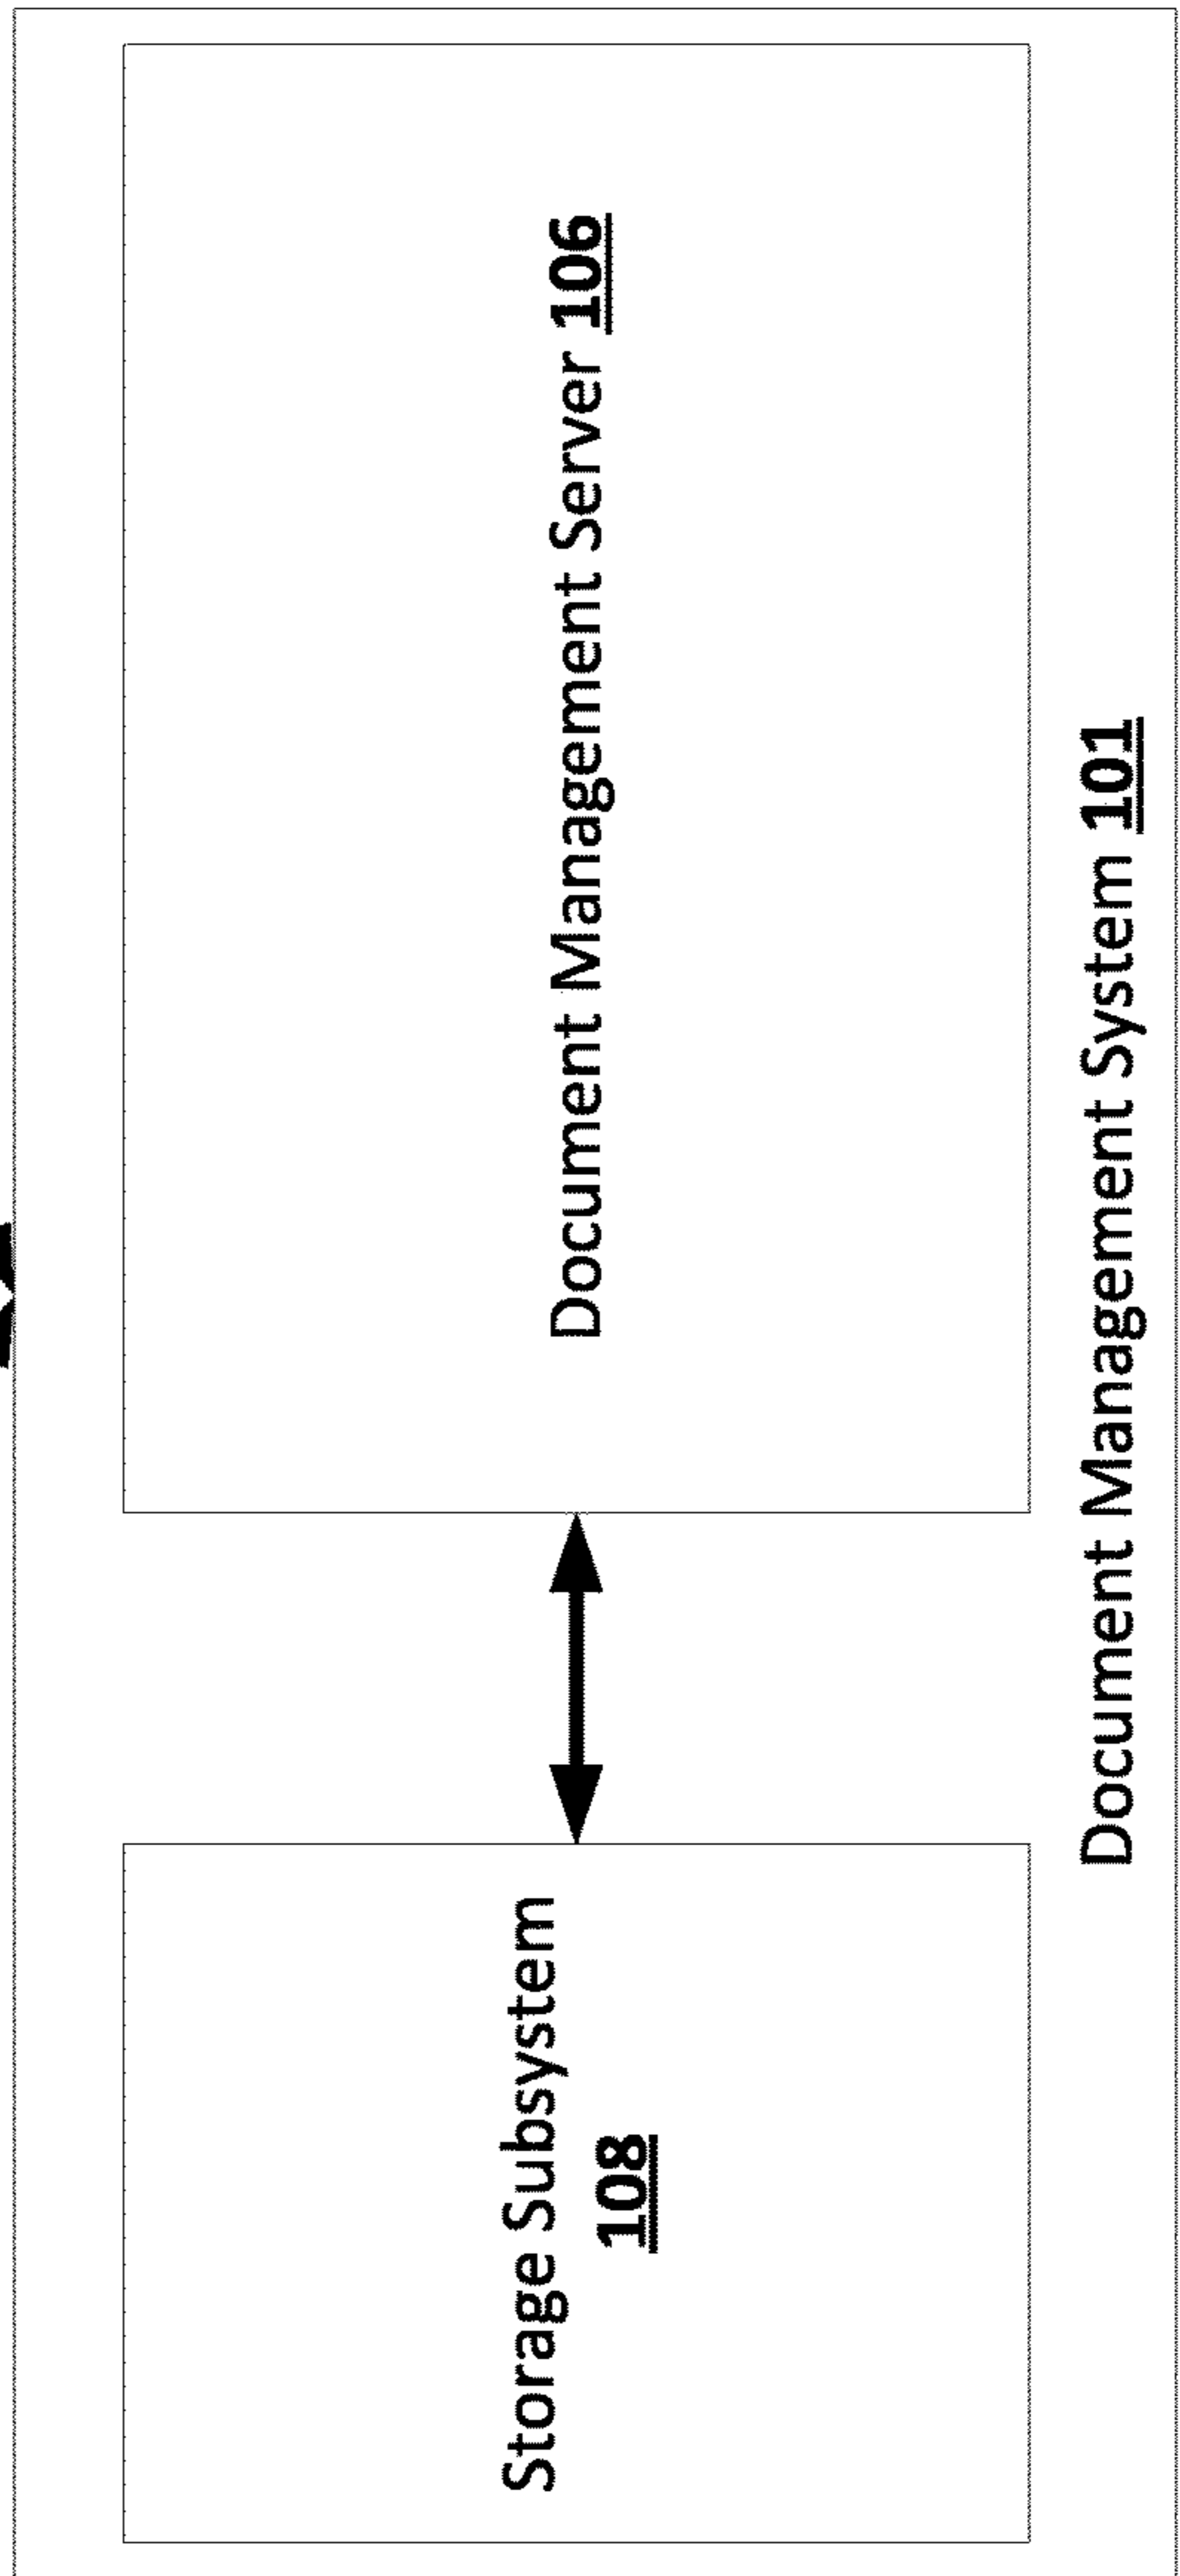 Storage Subsystem
108
Document Management Server 106
Document Management System 101